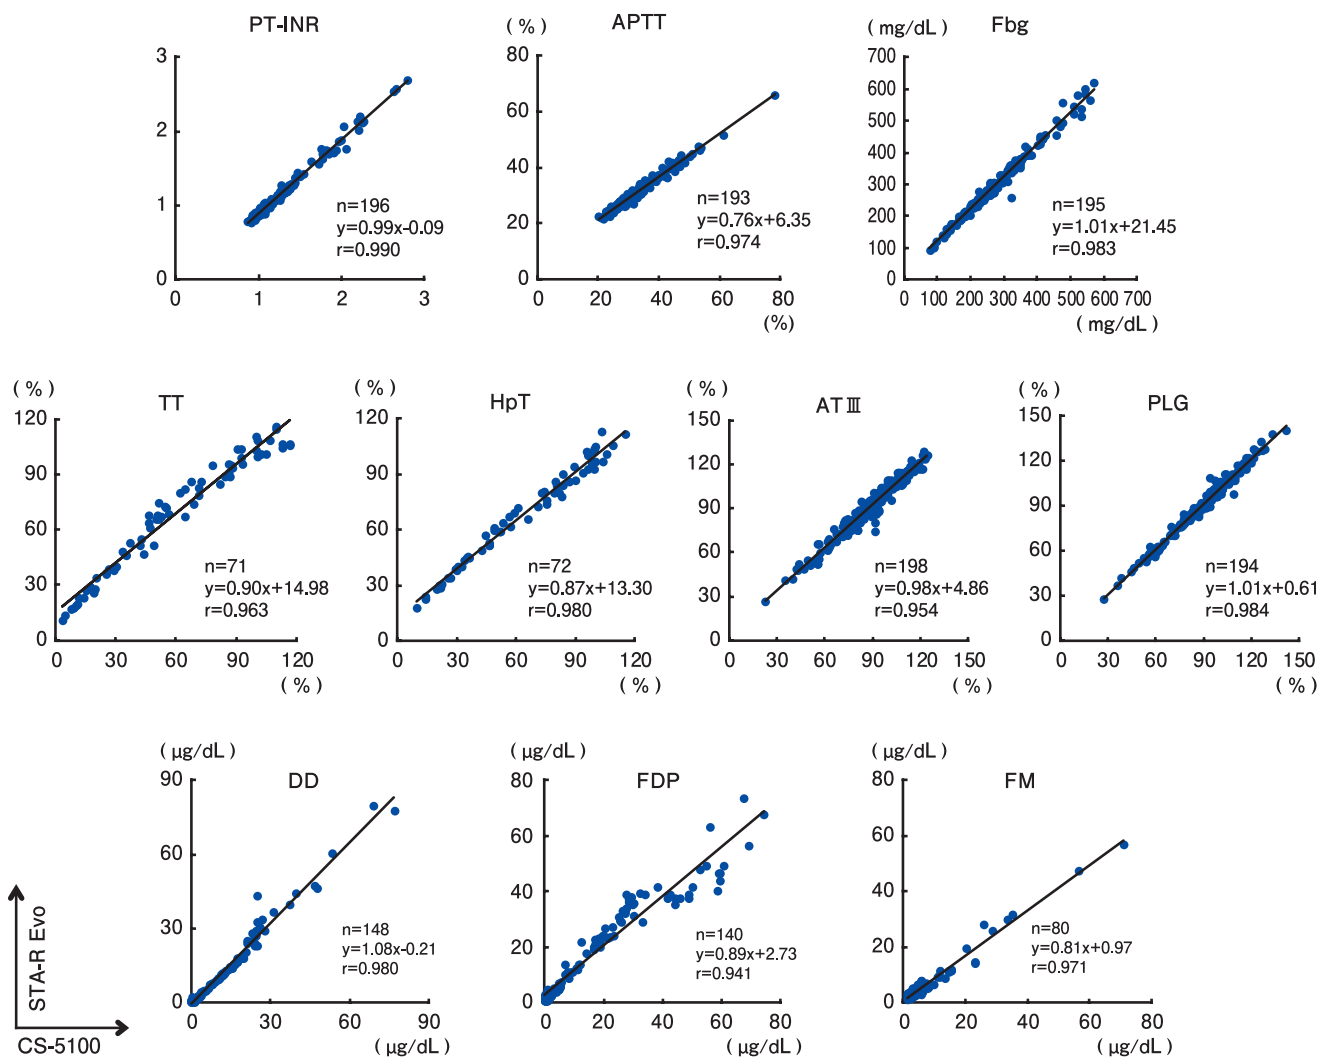 PT-INR
3
2
1
0
0 1 2 3
n=196
y=0.99x-0.09
r=0.990
(%) APTT
80
60
40
20
0
0 20 40 60 80
(%)
n=193
y=0.76x+6.35
r=0.974
(mg/dL) Fbg
700
600
500
400
300
200
100
0
0 100 200 300 400 500 600 700
(mg/dL)
n=195
y=1.01x+21.45
r=0.983
(%)
TT
120
90
60
30
0
0 30 60 90 120
(%)
n=71
y=0.90x+14.98
r=0.963
(%)
HpT
120
90
60
30
0
0 30 60 90 120
(%)
n=72
y=0.87x+13.30
r=0.980
(%)
ATⅢ
150
120
90
60
30
0
0 30 60 90 120 150
(%)
n=198
y=0.98x+4.86
r=0.954
(%)
PLG
150
120
90
60
30
0
0 30 60 90 120 150
(%)
n=194
y=1.01x+0.61
r=0.984
(µg/dL)
DD
90
60
30
0
0 30 60 90
(µg/dL)
n=148
y=1.08x-0.21
r=0.980
(µg/dL)
FDP
80
60
40
20
0
0 20 40 60 80
(µg/dL)
n=140
y=0.89x+2.73
r=0.941
(µg/dL)
FM
80
60
40
20
0
0 20 40 60 80
(µg/dL)
n=80
y=0.81x+0.97
r=0.971
STA-R Evo
CS-5100